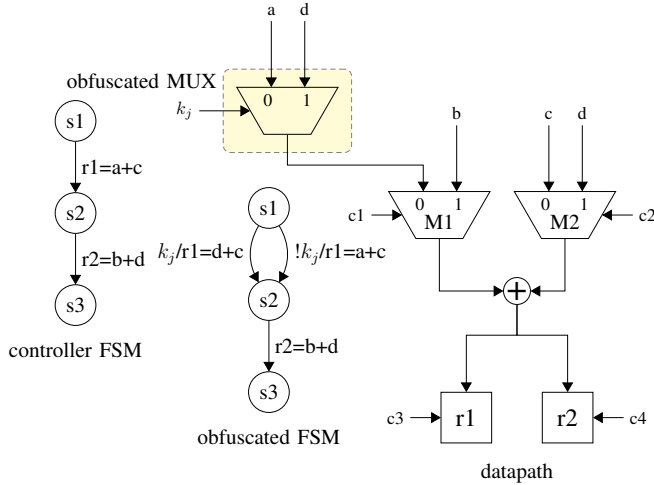 a d
obfuscated MUX
0 1
k_j
s1
b c d
r1=a+c
s1
0 1
0 1
c1
M1
M2
c2
s2
k_j/r1=d+c
!k_j/r1=a+c
r2=b+d
s2
+
s3
r2=b+d
controller FSM
s3
c3
r1
r2
c4
obfuscated FSM
datapath